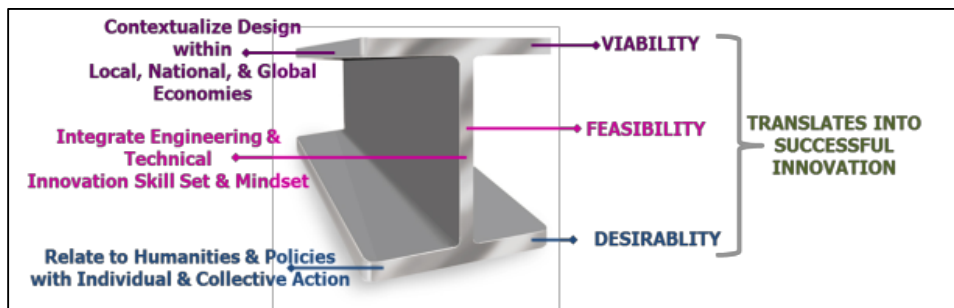 Contextualize Design
within
Local, National, & Global
Economies
VIABILITY
Integrate Engineering &
Technical
Innovation Skill Set & Mindset
FEASIBILITY
TRANSLATES INTO
SUCCESSFUL
INNOVATION
Relate to Humanities & Policies
with Individual & Collective Action
DESIRABLITY